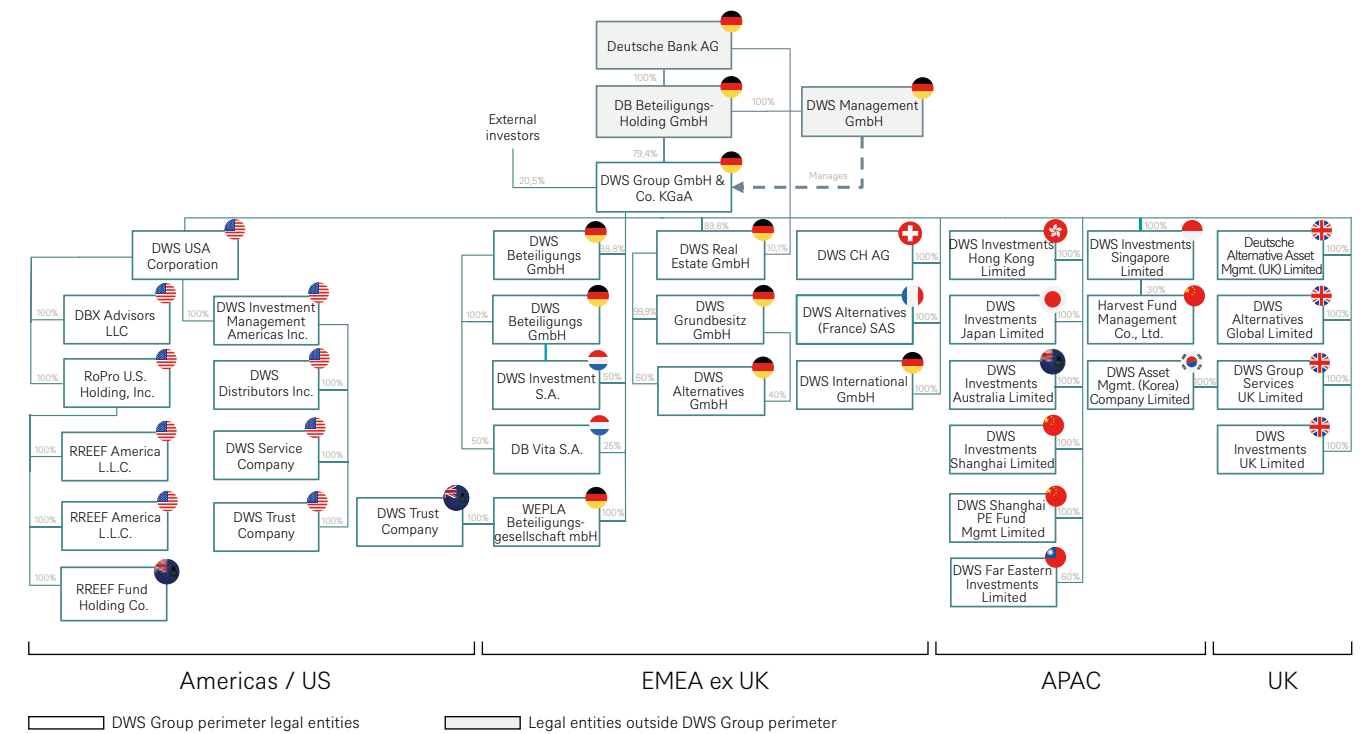 Deutsche Bank AG
100%
DB Beteiligungs-
Holding GmbH
100%
DWS Management
GmbH
External
investors
79,4%
20,5%
DWS Group GmbH &
Co. KGaA
Manages
DWS USA
Corporation
100%
DBX Advisors
LLC
100%
DWS Investment
Management
Americas Inc.
100%
RoPro U.S.
Holding, Inc.
DWS
Distributors Inc.
100%
100%
RREEF America
L.L.C.
DWS Service
Company
100%
100%
RREEF America
L.L.C.
DWS Trust
Company
100%
DWS Trust
Company
100%
100%
RREEF Fund
Holding Co.
DWS
Beteiligungs
GmbH
98,8%
100%
DWS
Beteiligungs
GmbH
DWS Investment
S.A.
50%
50%
DB Vita S.A.
25%
WEPLA
Beteiligungs-
gesellschaft mbH
100%
89,8%
DWS Real
Estate GmbH
10,1%
99,9%
DWS
Grundbesitz
GmbH
60%
DWS
Alternatives
GmbH
40%
DWS CH AG
100%
DWS Alternatives
(France) SAS
100%
DWS International
GmbH
100%
DWS Investments
Hong Kong
Limited
100%
DWS
Investments
Japan Limited
100%
DWS
Investments
Australia Limited
100%
DWS
Investments
Shanghai Limited
100%
DWS Shanghai
PE Fund
Mgmt Limited
100%
DWS Far Eastern
Investments
Limited
60%
100%
DWS Investments
Singapore
Limited
30%
Harvest Fund
Management
Co., Ltd.
DWS Asset
Mgmt. (Korea)
Company Limited
100%
Deutsche
Alternative Asset
Mgmt. (UK) Limited
100%
DWS
Alternatives
Global Limited
100%
DWS Group
Services
UK Limited
100%
DWS
Investments
UK Limited
100%
Americas / US
EMEA ex UK
APAC
UK
DWS Group perimeter legal entities
Legal entities outside DWS Group perimeter